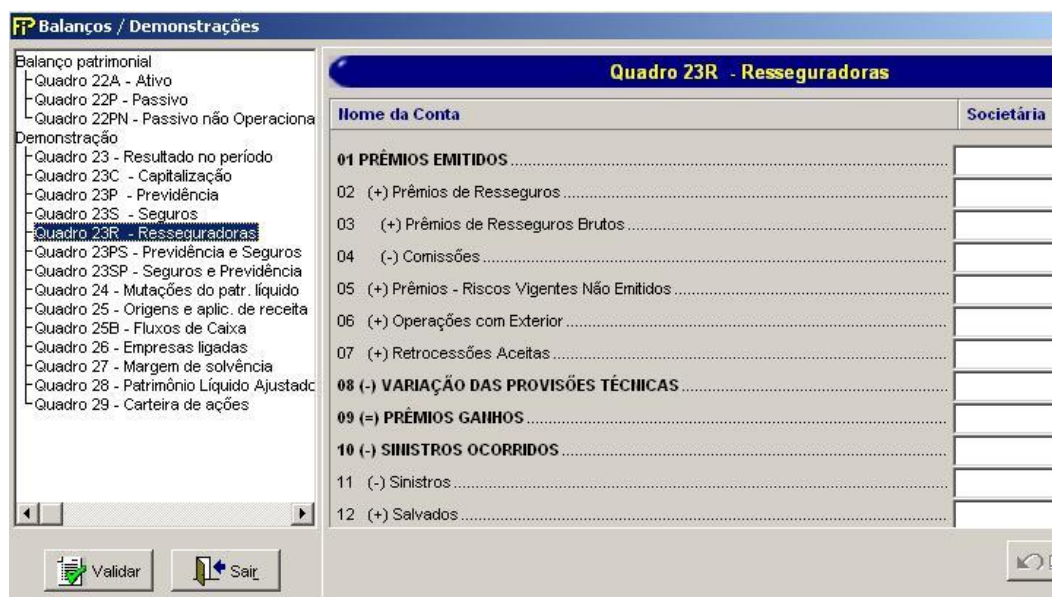 FiP Balanços / Demonstrações
Balanço patrimonial
Quadro 22A - Ativo
Quadro 22P - Passivo
Quadro 22PN - Passivo não Operaciona
Demonstração
Quadro 23 - Resultado no período
Quadro 23C - Capitalização
Quadro 23P - Previdência
Quadro 23S - Seguros
Quadro 23R - Resseguradoras
Quadro 23PS - Previdência e Seguros
Quadro 23SP - Seguros e Previdência
Quadro 24 - Mutações do patr. líquido
Quadro 25 - Origens e aplic. de receita
Quadro 25B - Fluxos de Caixa
Quadro 26 - Empresas ligadas
Quadro 27 - Margem de solvência
Quadro 28 - Patrimônio Líquido Ajustado
Quadro 29 - Carteira de ações
Validar
Sair
Quadro 23R - Resseguradoras
Nome da Conta Societária
01 PRÊMIOS EMITIDOS
02 (+) Prêmios de Resseguros
03 (+) Prêmios de Resseguros Brutos
04 (-) Comissões
05 (+) Prêmios - Riscos Vigentes Não Emitidos
06 (+) Operações com Exterior
07 (+) Retrocessões Aceitas
08 (-) VARIAÇÃO DAS PROVISÕES TÉCNICAS
09 (=) PRÊMIOS GANHOS
10 (-) SINISTROS OCORRIDOS
11 (-) Sinistros
12 (+) Salvados